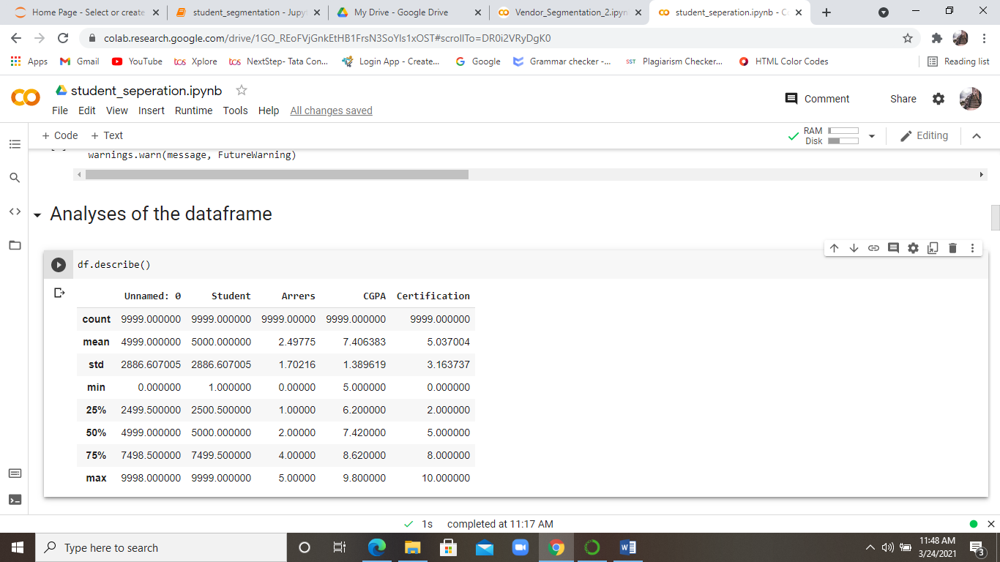 Home Page - Select or create
student_segmentation - Jupy
My Drive - Google Drive
Vendor_Segmentation_2.ipyn
student_seperation.ipynb - C
colab.research.google.com/drive/1GO_REoFVjGnkEtHB1FrsN3SoYls1xOST#scrollTo=DR0i2VRyDgK0
Apps Gmail YouTube tcs Xplore tcs NextStep- Tata Con... Login App - Create... Google Grammar checker -... SST Plagiarism Checker... HTML Color Codes Reading list
student_seperation.ipynb
Comment Share
File Edit View Insert Runtime Tools Help All changes saved
+ Code + Text
RAM
Disk
Editing
warnings.warn(message, FutureWarning)
Analyses of the dataframe
df.describe()
Unnamed: 0 Student Arrers CGPA Certification
count 9999.000000 9999.000000 9999.00000 9999.000000 9999.000000
mean 4999.000000 5000.000000 2.49775 7.406383 5.037004
std 2886.607005 2886.607005 1.70216 1.389619 3.163737
min 0.000000 1.000000 0.00000 5.000000 0.000000
25% 2499.500000 2500.500000 1.00000 6.200000 2.000000
50% 4999.000000 5000.000000 2.00000 7.420000 5.000000
75% 7498.500000 7499.500000 4.00000 8.620000 8.000000
max 9998.000000 9999.000000 5.00000 9.800000 10.000000
1s completed at 11:17 AM
Type here to search
11:48 AM
3/24/2021
3